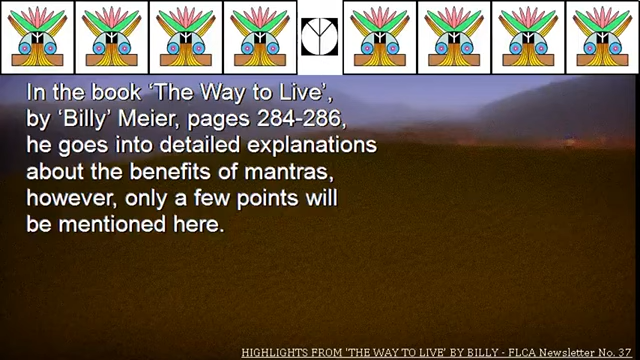 In the book ‘The Way to Live’,
by ‘Billy’ Meier, pages 284-286,
he goes into detailed explanations
about the benefits of mantras,
however, only a few points will
be mentioned here.
HIGHLIGHTS FROM 'THE WAY TO LIVE' BY BILLY - FLCA Newsletter No. 37